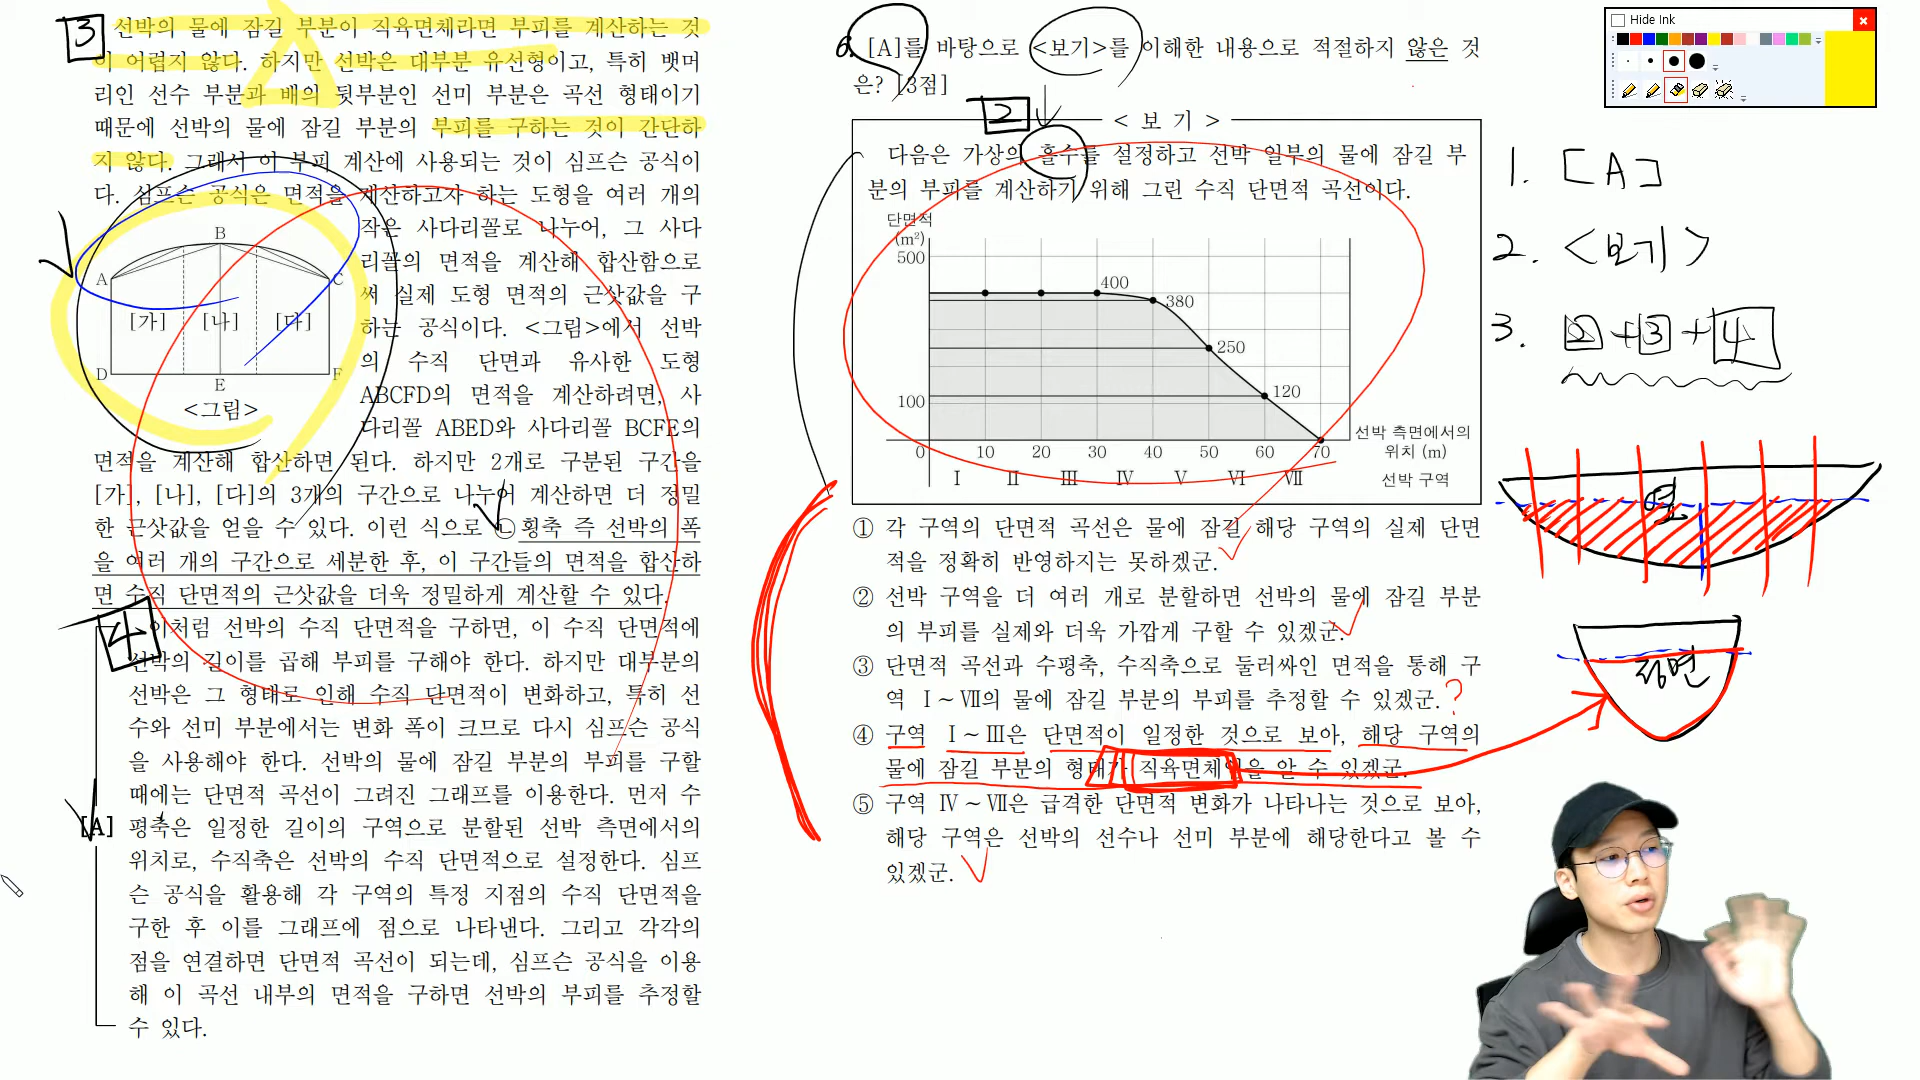 3 선박의 물에 잠길 부분이 직육면체라면 부피를 계산하는 것
이 어렵지 않다. 하지만 선박은 대부분 유선형이고, 특히 뱃머
리인 선수 부분과 배의 뒷부분인 선미 부분은 곡선 형태이기
때문에 선박의 물에 잠길 부분의 부피를 구하는 것이 간단하
지 않다. 그래서 이 부피 계산에 사용되는 것이 심프슨 공식이
다. 심프슨 공식은 면적을 계산하고자 하는 도형을 여러 개의
작은 사다리꼴로 나누어, 그 사다
리꼴의 면적을 계산해 합산함으로
써 실제 도형 면적의 근삿값을 구
하는 공식이다. <그림>에서 선박
의 수직 단면과 유사한 도형
ABCFD의 면적을 계산하려면, 사
다리꼴 ABED와 사다리꼴 BCFE의
B
A C
[가] [나] [다]
D E F
<그림>
면적을 계산해 합산하면 된다. 하지만 2개로 구분된 구간을
[가], [나], [다]의 3개의 구간으로 나누어 계산하면 더 정밀
한 근삿값을 얻을 수 있다. 이런 식으로 ㉡횡축 즉 선박의 폭
을 여러 개의 구간으로 세분한 후, 이 구간들의 면적을 합산하
면 수직 단면적의 근삿값을 더욱 정밀하게 계산할 수 있다.
4 이처럼 선박의 수직 단면적을 구하면, 이 수직 단면적에
선박의 길이를 곱해 부피를 구해야 한다. 하지만 대부분의
선박은 그 형태로 인해 수직 단면적이 변화하고, 특히 선
수와 선미 부분에서는 변화 폭이 크므로 다시 심프슨 공식
을 사용해야 한다. 선박의 물에 잠길 부분의 부피를 구할
때에는 단면적 곡선이 그려진 그래프를 이용한다. 먼저 수
[A] 평축은 일정한 길이의 구역으로 분할된 선박 측면에서의
위치로, 수직축은 선박의 수직 단면적으로 설정한다. 심프
슨 공식을 활용해 각 구역의 특정 지점의 수직 단면적을
구한 후 이를 그래프에 점으로 나타낸다. 그리고 각각의
점을 연결하면 단면적 곡선이 되는데, 심프슨 공식을 이용
해 이 곡선 내부의 면적을 구하면 선박의 부피를 추정할
수 있다.
6. [A]를 바탕으로 <보기>를 이해한 내용으로 적절하지 않은 것
은? [3점]
2
< 보 기 >
다음은 가상의 홀수를 설정하고 선박 일부의 물에 잠길 부
분의 부피를 계산하기 위해 그린 수직 단면적 곡선이다.
단면적
(m²)
500
400
380
250
120
100
0 10 20 30 40 50 60 70
선박 측면에서의
위치 (m)
Ⅰ Ⅱ Ⅲ Ⅳ Ⅴ Ⅵ Ⅶ 선박 구역
① 각 구역의 단면적 곡선은 물에 잠길 해당 구역의 실제 단면
적을 정확히 반영하지는 못하겠군.
② 선박 구역을 더 여러 개로 분할하면 선박의 물에 잠길 부분
의 부피를 실제와 더욱 가깝게 구할 수 있겠군.
③ 단면적 곡선과 수평축, 수직축으로 둘러싸인 면적을 통해 구
역 Ⅰ~Ⅶ의 물에 잠길 부분의 부피를 추정할 수 있겠군. ?
④ 구역 Ⅰ~Ⅲ은 단면적이 일정한 것으로 보아, 해당 구역의
물에 잠길 부분의 형태가 직육면체임을 알 수 있겠군.
⑤ 구역 Ⅳ~Ⅶ은 급격한 단면적 변화가 나타나는 것으로 보아,
해당 구역은 선박의 선수나 선미 부분에 해당한다고 볼 수
있겠군.
Hide Ink
1. [A]
2. <보기>
3. 2+3+4
옆
정면